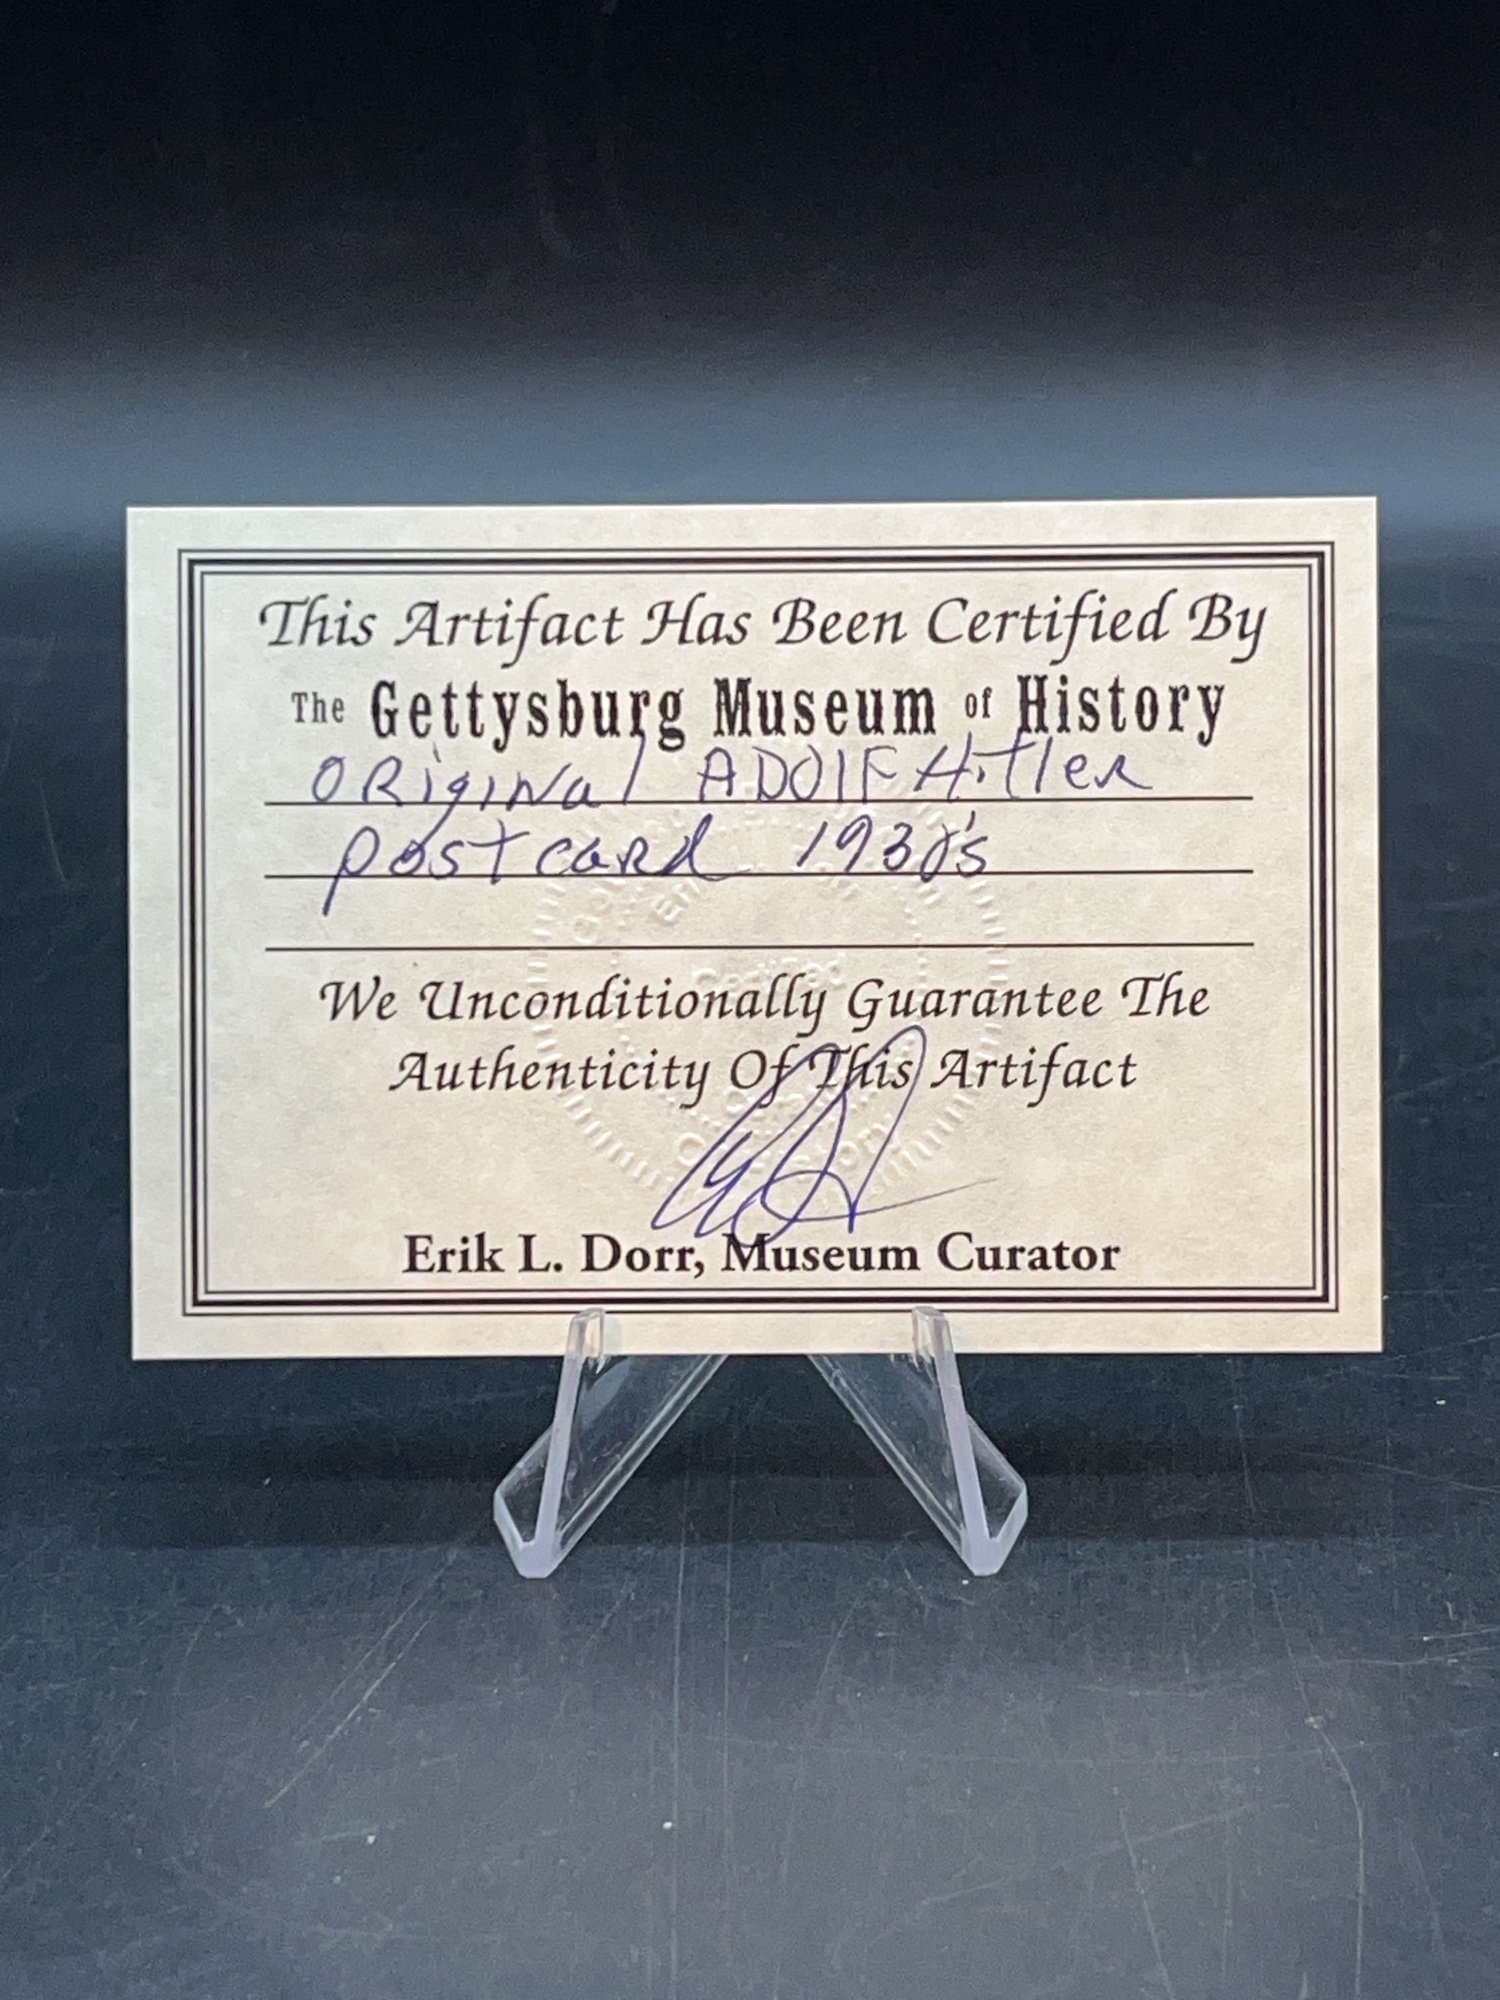 This Artifact Has Been Certified By
The Gettysburg Museum of History
ORiginal ADOlF Hitler
postcard 1930's
We Unconditionally Guarantee The
Authenticity Of This Artifact
Erik L. Dorr, Museum Curator